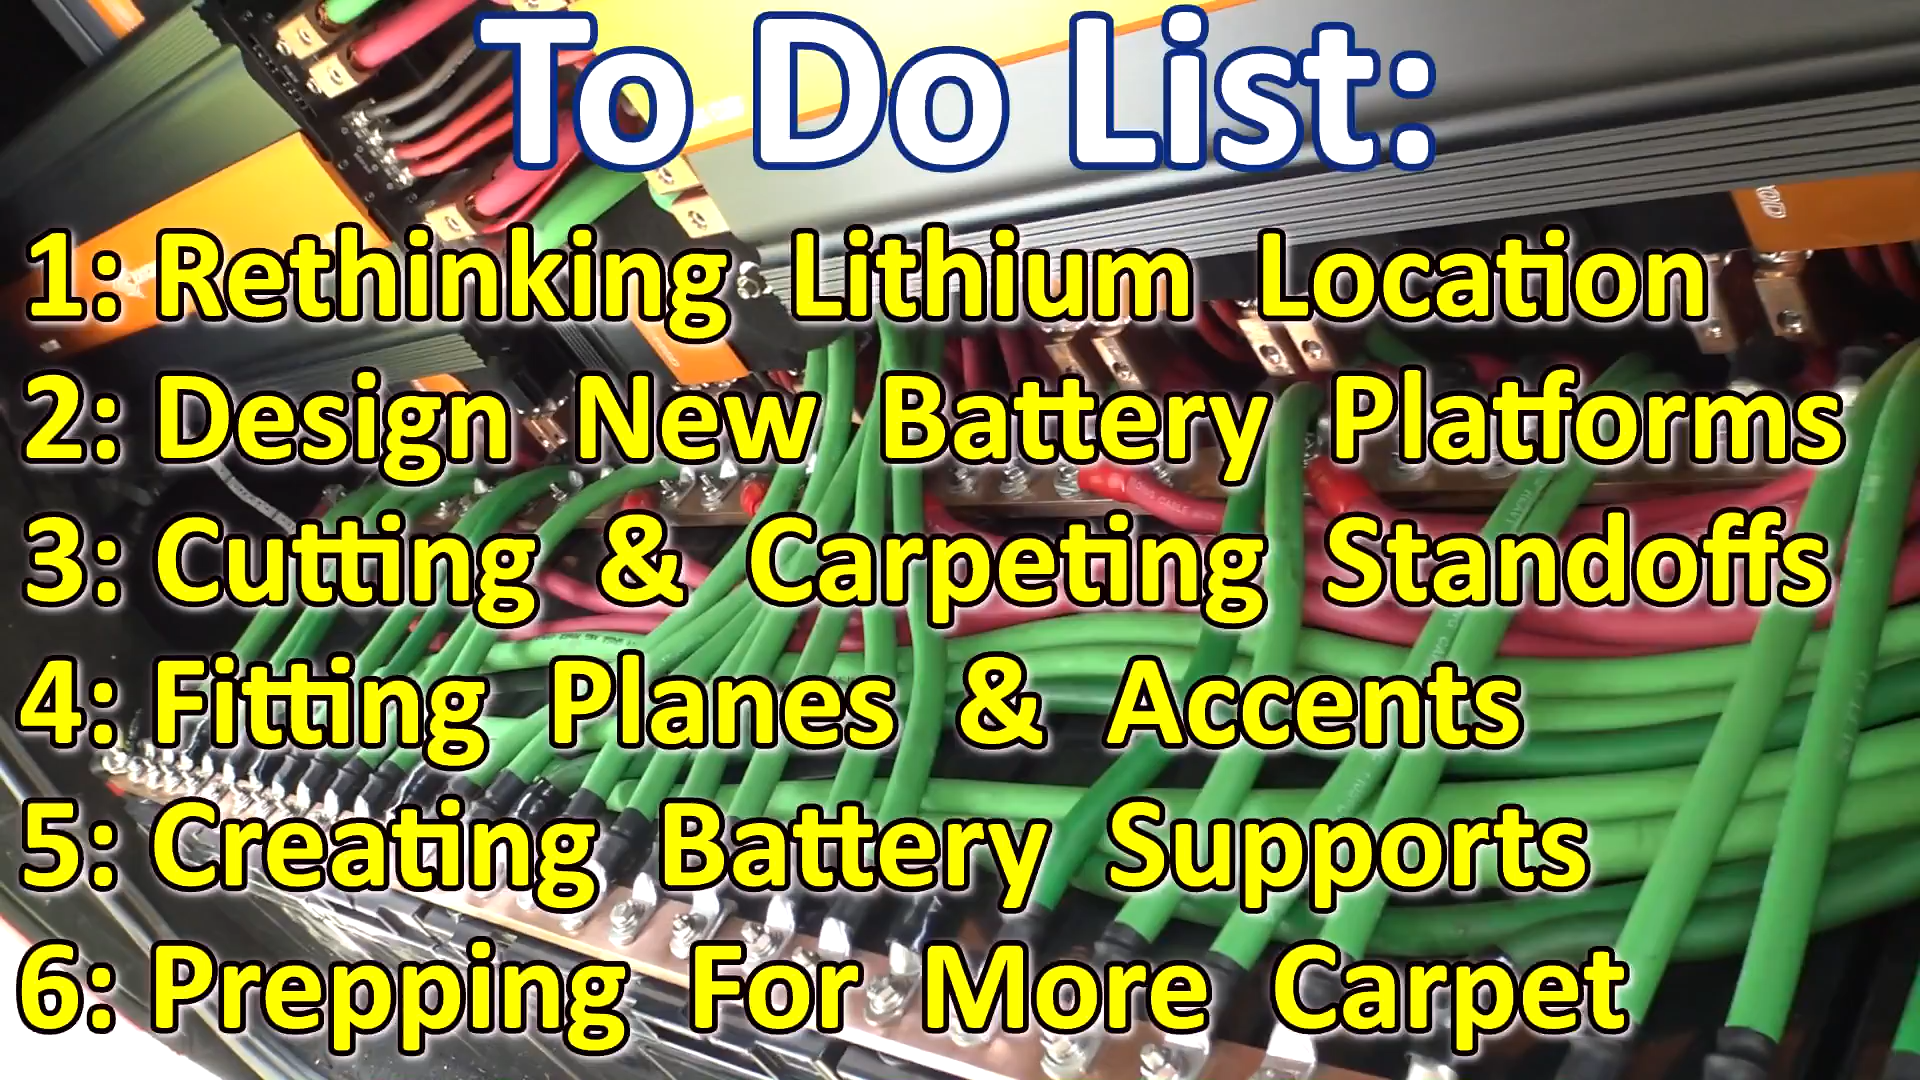 To Do List:
1: Rethinking Lithium Location
2: Design New Battery Platforms
3: Cutting & Carpeting Standoffs
4: Fitting Planes & Accents
5: Creating Battery Supports
6: Prepping For More Carpet